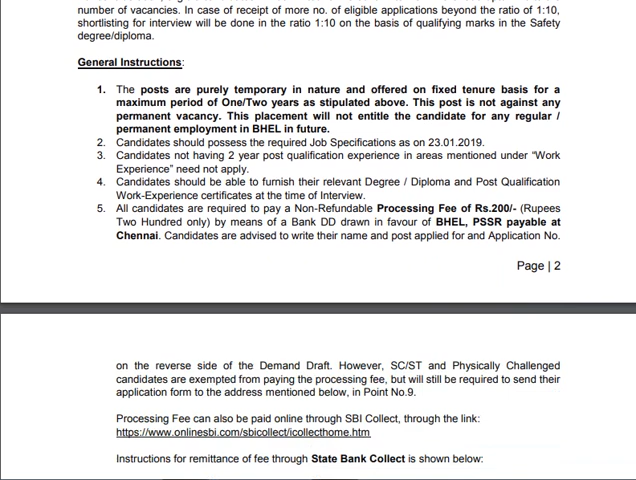 number of vacancies. In case of receipt of more no. of eligible applications beyond the ratio of 1:10,
shortlisting for interview will be done in the ratio 1:10 on the basis of qualifying marks in the Safety
degree/diploma.
General Instructions:
1. The posts are purely temporary in nature and offered on fixed tenure basis for a
maximum period of One/Two years as stipulated above. This post is not against any
permanent vacancy. This placement will not entitle the candidate for any regular /
permanent employment in BHEL in future.
2. Candidates should possess the required Job Specifications as on 23.01.2019.
3. Candidates not having 2 year post qualification experience in areas mentioned under “Work
Experience” need not apply.
4. Candidates should be able to furnish their relevant Degree / Diploma and Post Qualification
Work-Experience certificates at the time of Interview.
5. All candidates are required to pay a Non-Refundable Processing Fee of Rs.200/- (Rupees
Two Hundred only) by means of a Bank DD drawn in favour of BHEL, PSSR payable at
Chennai. Candidates are advised to write their name and post applied for and Application No.
Page | 2
on the reverse side of the Demand Draft. However, SC/ST and Physically Challenged
candidates are exempted from paying the processing fee, but will still be required to send their
application form to the address mentioned below, in Point No.9.
Processing Fee can also be paid online through SBI Collect, through the link:
https://www.onlinesbi.com/sbicollect/icollecthome.htm
Instructions for remittance of fee through State Bank Collect is shown below: